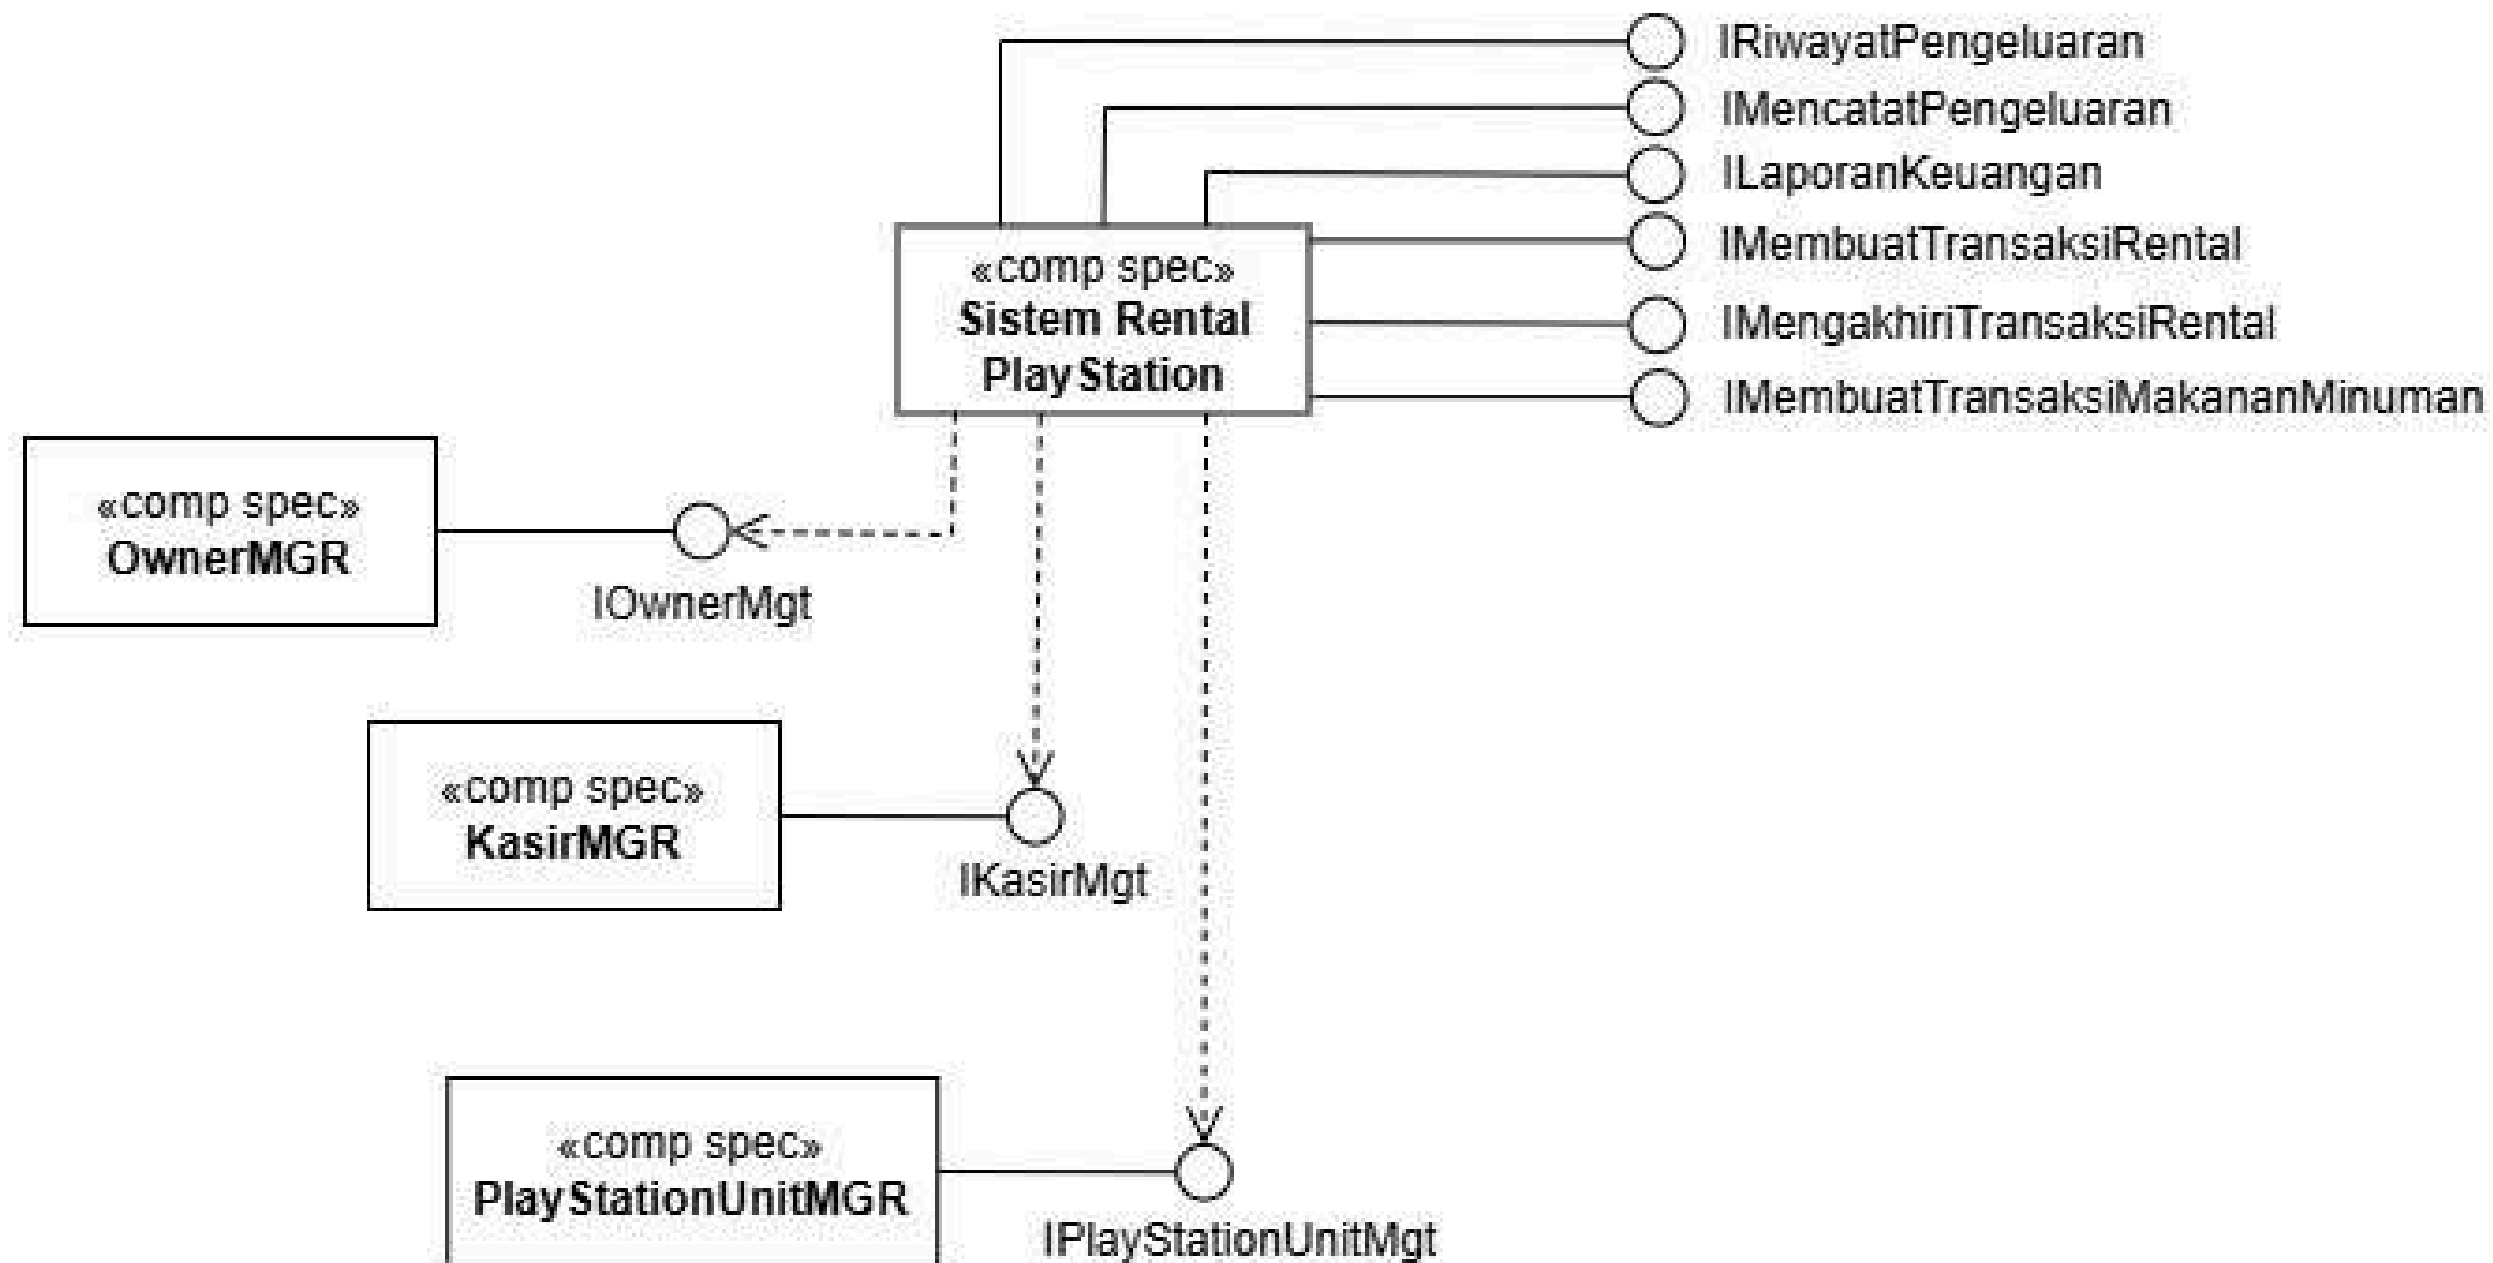 IRiwayatPengeluaran
IMencatatPengeluaran
ILaporanKeuangan
IMembuatTransaksiRental
IMengakhiriTransaksiRental
IMembuatTransaksiMakananMinuman
«comp spec»
Sistem Rental
PlayStation
«comp spec»
OwnerMGR
IOwnerMgt
«comp spec»
KasirMGR
IKasirMgt
«comp spec»
PlayStationUnitMGR
IPlayStationUnitMgt